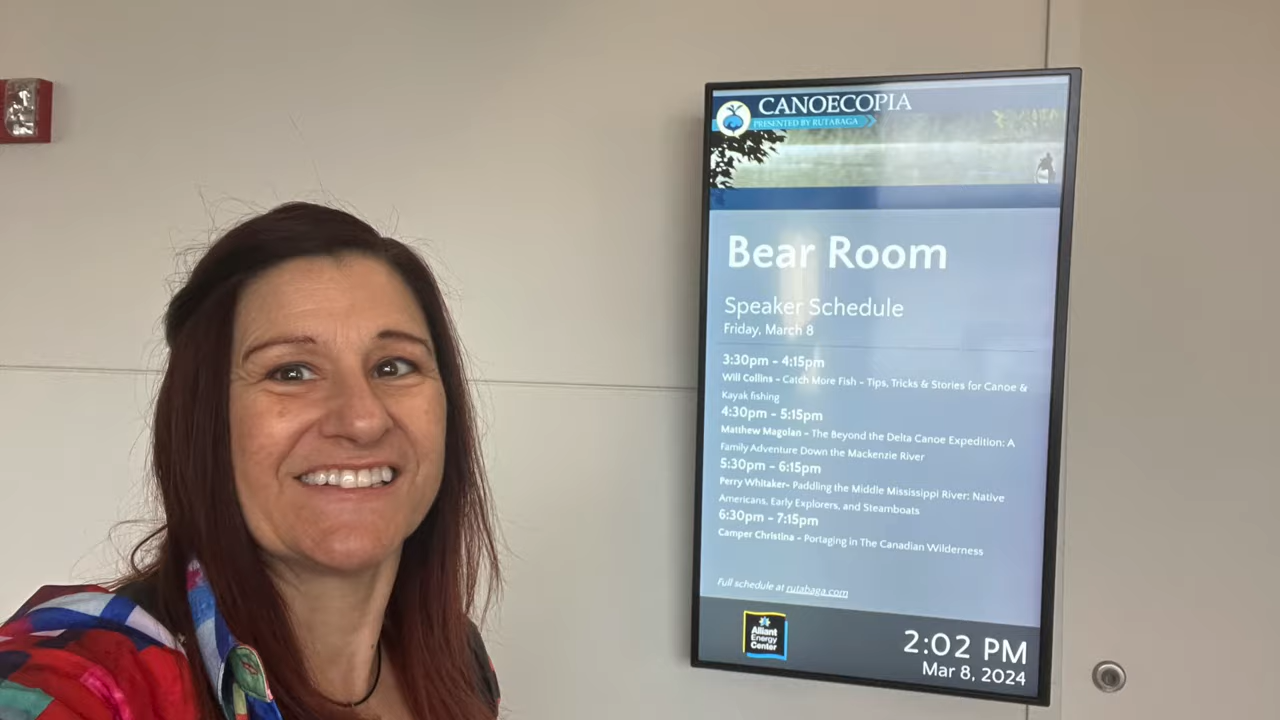 CANOECOPIA
PRESENTED BY RUTABAGA
Bear Room
Speaker Schedule
Friday, March 8
3:30pm - 4:15pm
Will Collins - Catch More Fish - Tips, Tricks & Stories for Canoe &
Kayak fishing
4:30pm - 5:15pm
Matthew Magolan - The Beyond the Delta Canoe Expedition: A
Family Adventure Down the Mackenzie River
5:30pm - 6:15pm
Perry Whitaker- Paddling the Middle Mississippi River: Native
Americans, Early Explorers, and Steamboats
6:30pm - 7:15pm
Camper Christina - Portaging in The Canadian Wilderness
Full schedule at rutabaga.com
Alliant
Energy
Center
2:02 PM
Mar 8, 2024